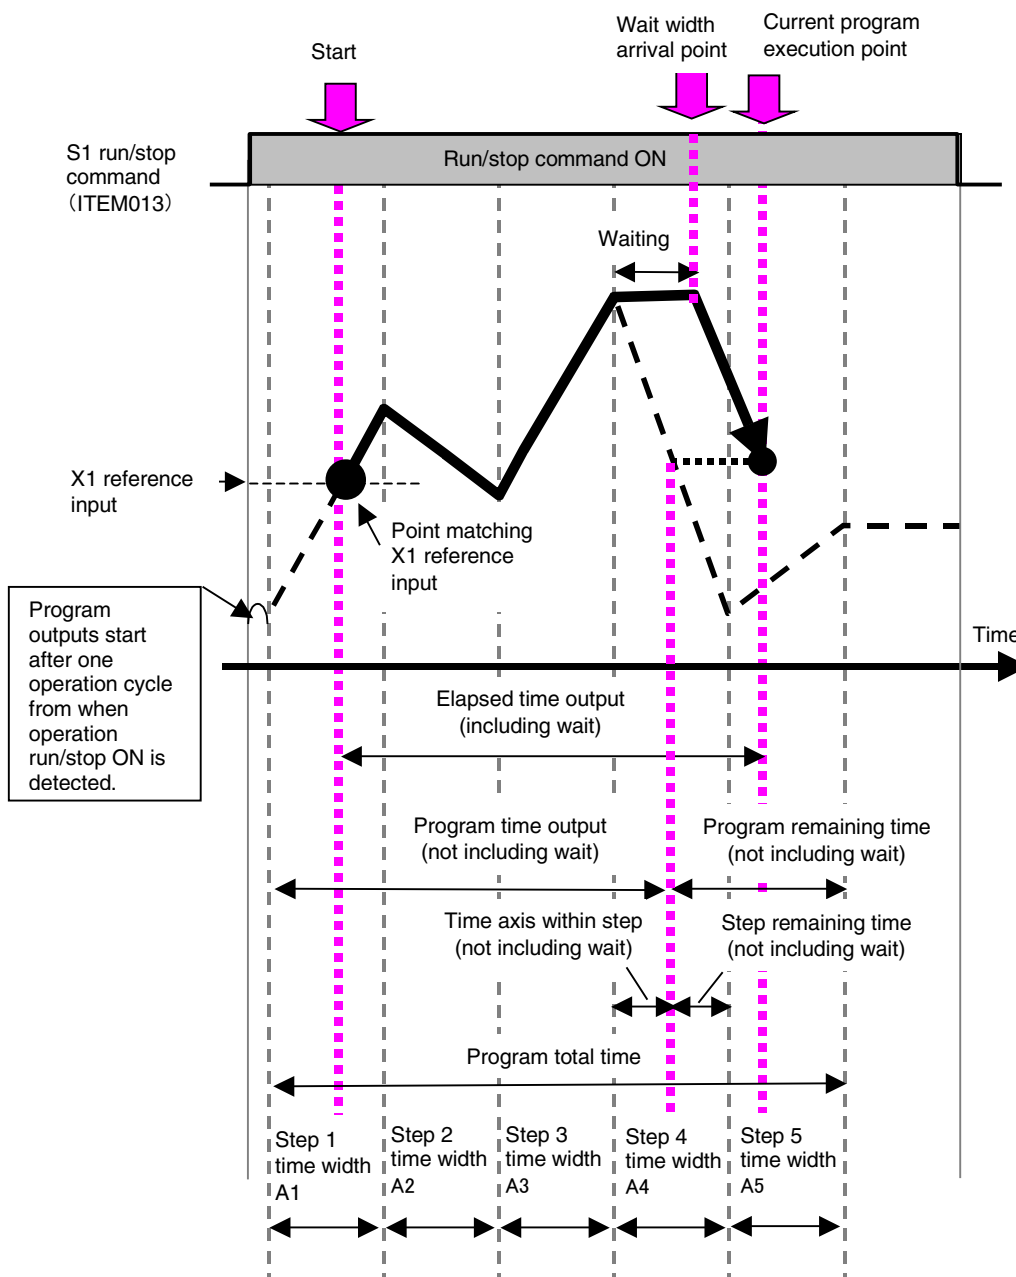 Start
Wait width
arrival point
Current program
execution point
S1 run/stop
command
（ITEM013）
Run/stop command ON
Waiting
X1 reference
input
Point matching
X1 reference
input
Program
outputs start
after one
operation cycle
from when
operation
run/stop ON is
detected.
Time
Elapsed time output
(including wait)
Program time output
(not including wait)
Program remaining time
(not including wait)
Time axis within step
(not including wait)
Step remaining time
(not including wait)
Program total time
Step 1
time width
A1
Step 2
time width
A2
Step 3
time width
A3
Step 4
time width
A4
Step 5
time width
A5